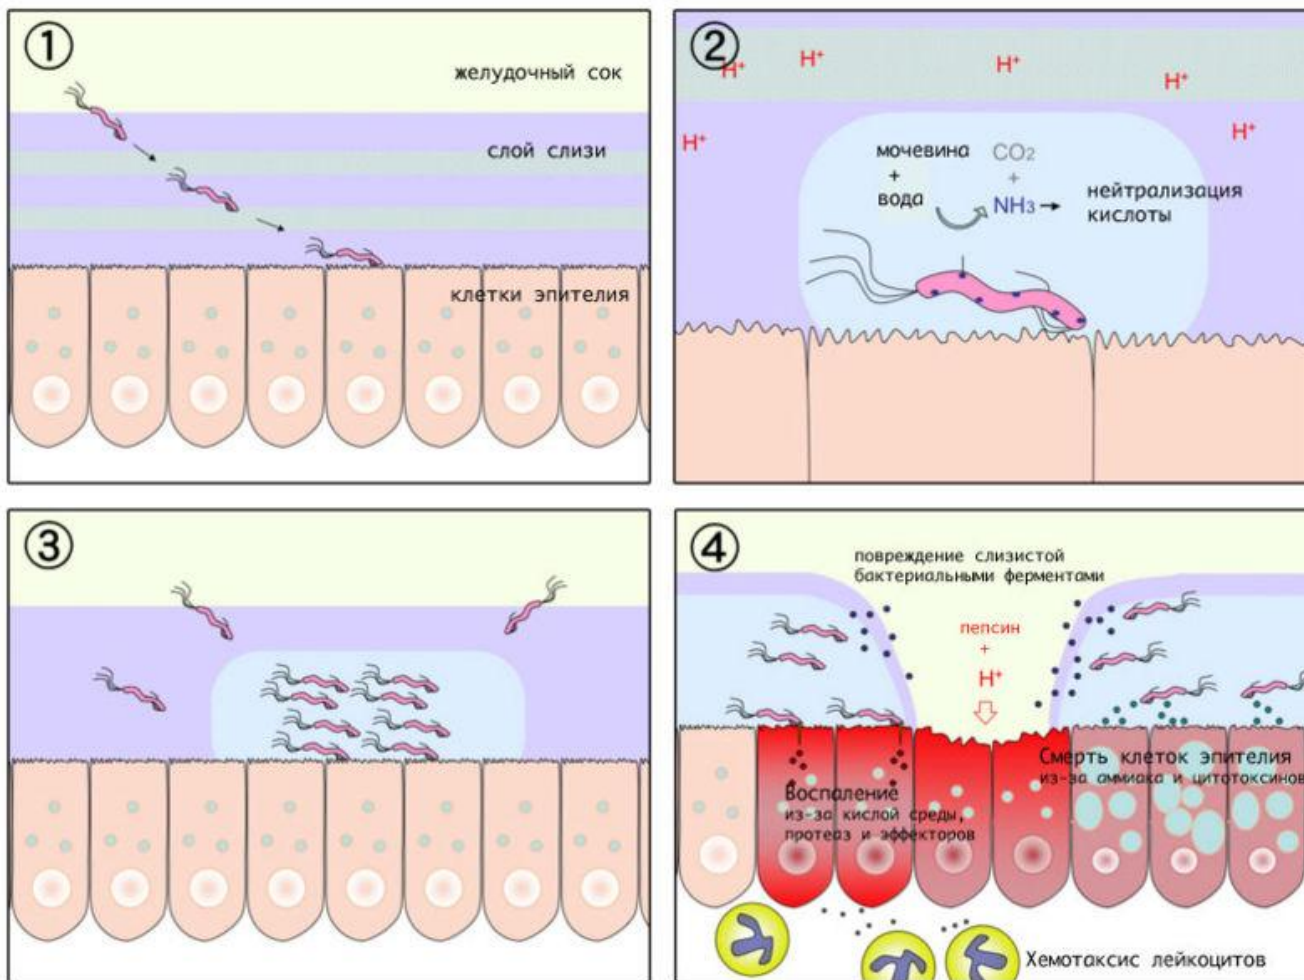 ①
желудочный сок
слой слизи
клетки эпителия
②
H⁺
H⁺
H⁺
H⁺
H⁺
H⁺
мочевина
+
вода
CO₂
+
NH₃
нейтрализация
кислоты
③
④
повреждение слизистой
бактериальными ферментами
пепсин
+
H⁺
Смерть клеток эпителия
из-за аммиака и цитотоксинов
Воспаление
из-за кислой среды,
протеаз и эффекторов
Хемотаксис лейкоцитов